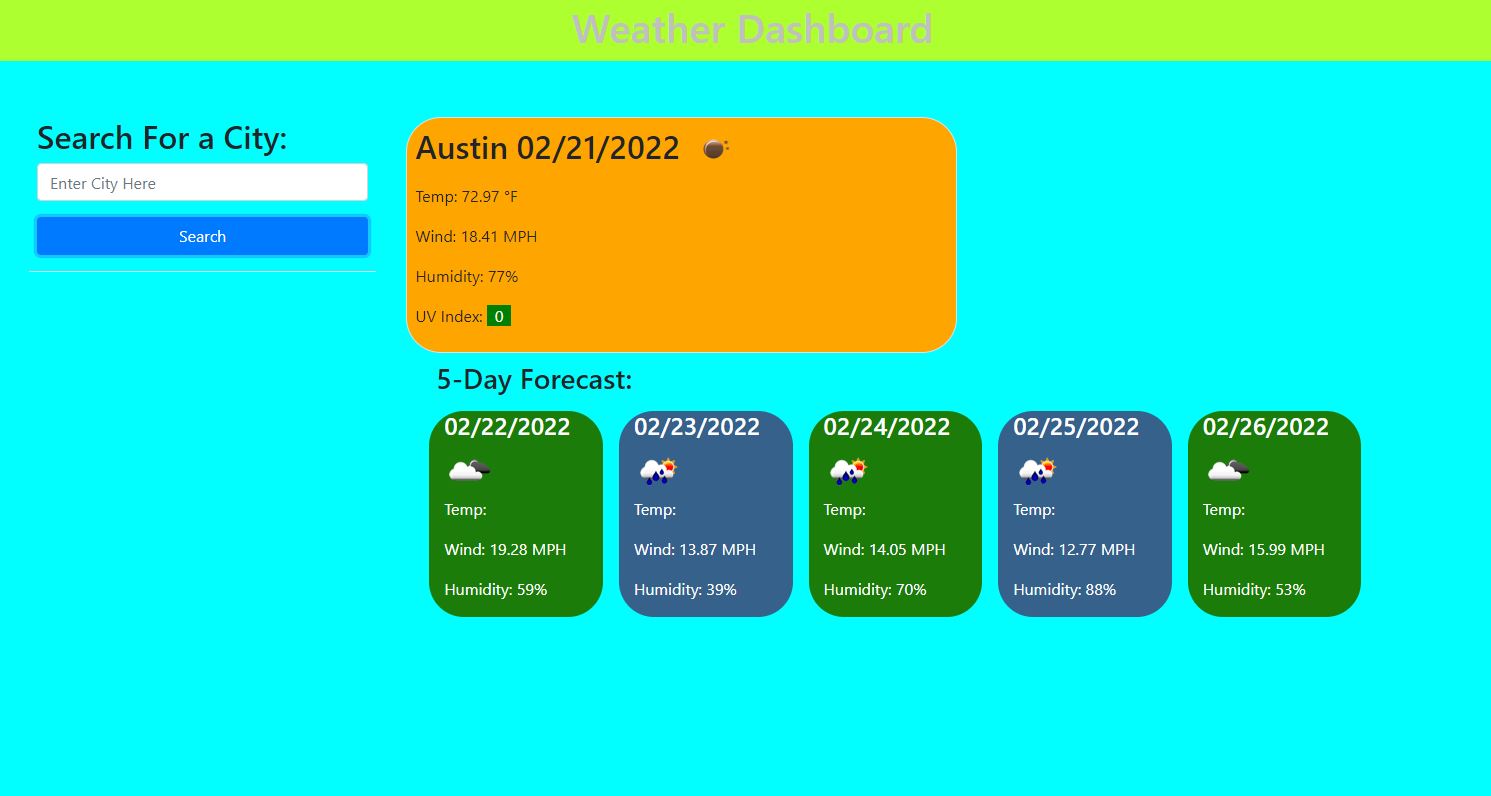 Weather Dashboard
Search For a City:
Enter City Here
Search
Austin 02/21/2022
Temp: 72.97 °F
Wind: 18.41 MPH
Humidity: 77%
UV Index: 0
5-Day Forecast:
02/22/2022
Temp:
Wind: 19.28 MPH
Humidity: 59%
02/23/2022
Temp:
Wind: 13.87 MPH
Humidity: 39%
02/24/2022
Temp:
Wind: 14.05 MPH
Humidity: 70%
02/25/2022
Temp:
Wind: 12.77 MPH
Humidity: 88%
02/26/2022
Temp:
Wind: 15.99 MPH
Humidity: 53%